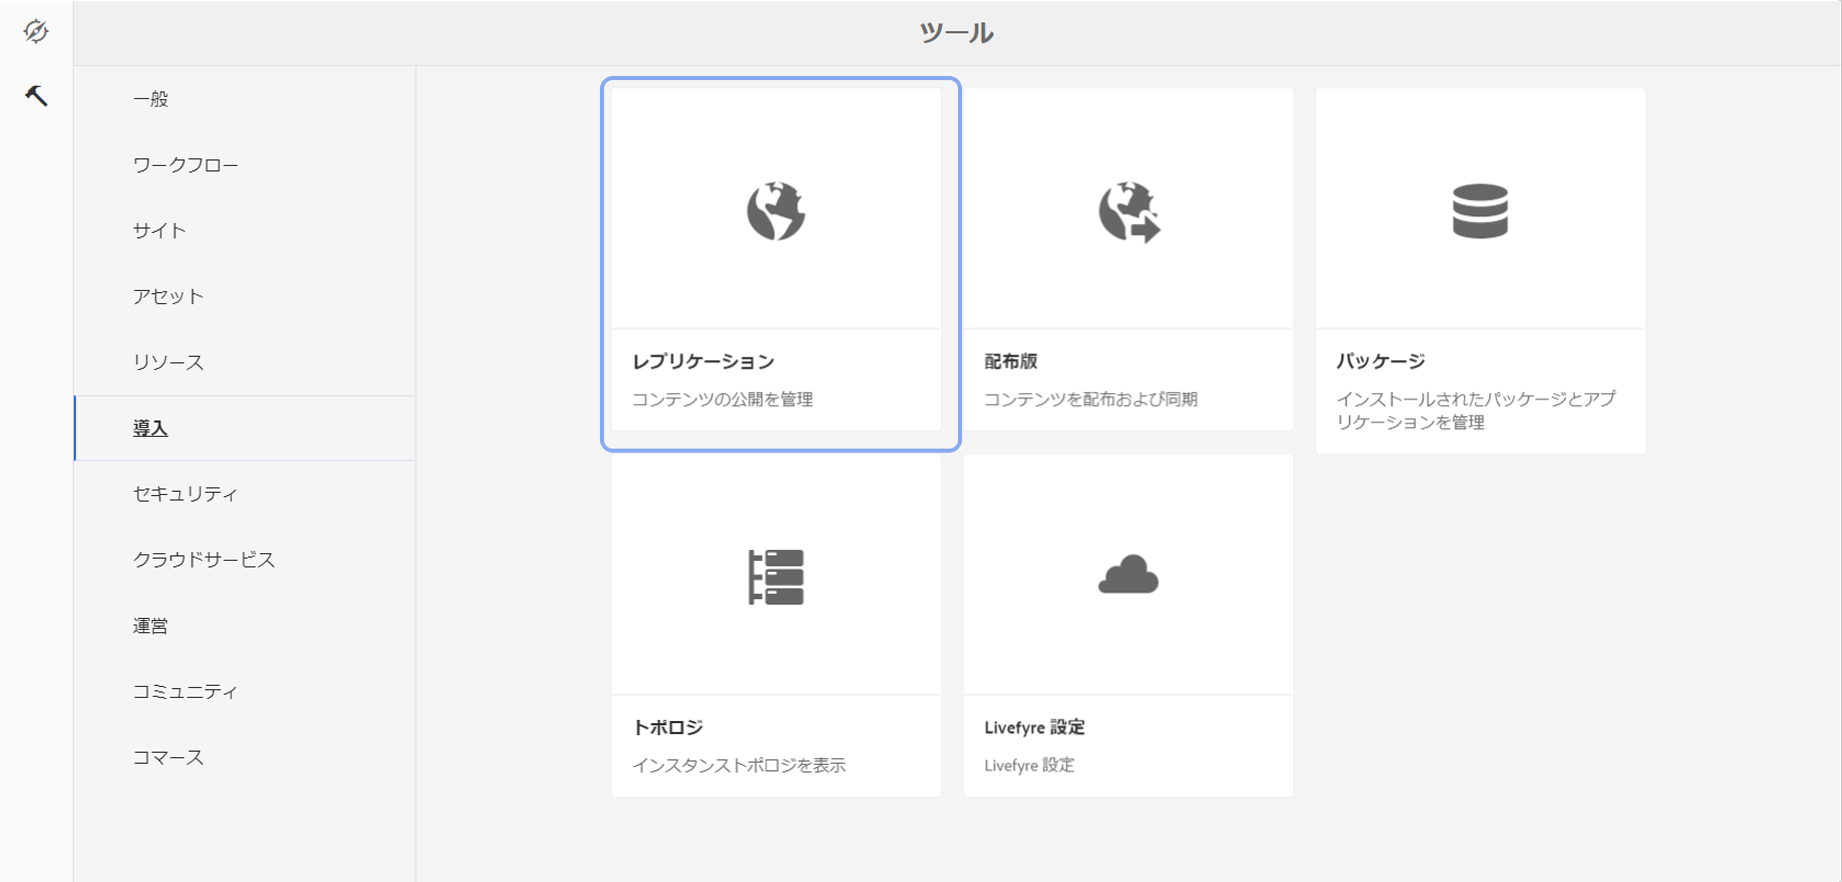 ツール
一般
ワークフロー
サイト
アセット
リソース
導入
セキュリティ
クラウドサービス
運営
コミュニティ
コマース
レプリケーション
コンテンツの公開を管理
配布版
コンテンツを配布および同期
パッケージ
インストールされたパッケージとアプ
リケーションを管理
トポロジ
インスタンストポロジを表示
Livefyre 設定
Livefyre 設定